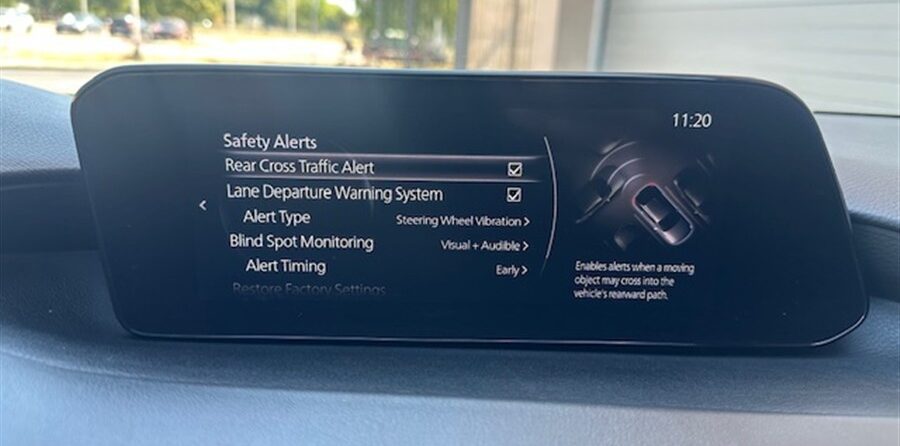 11:20
Safety Alerts
Rear Cross Traffic Alert
Lane Departure Warning System
Alert Type Steering Wheel Vibration >
Blind Spot Monitoring Visual + Audible >
Alert Timing Early >
Restore Factory Settings
Enables alerts when a moving
object may cross into the
vehicle's rearward path.